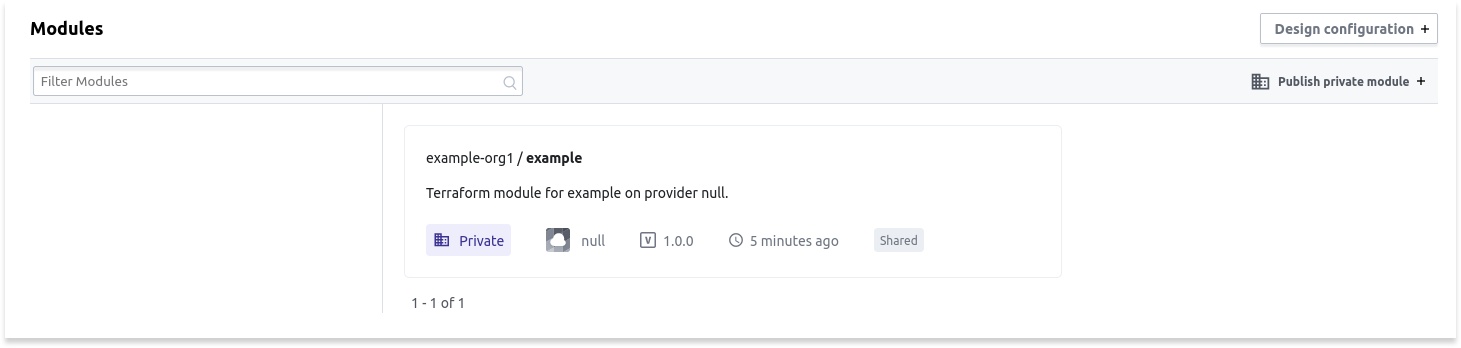 Modules
Design configuration +
Filter Modules
Publish private module +
example-org1 / example
Terraform module for example on provider null.
Private null V 1.0.0 5 minutes ago Shared
1 - 1 of 1